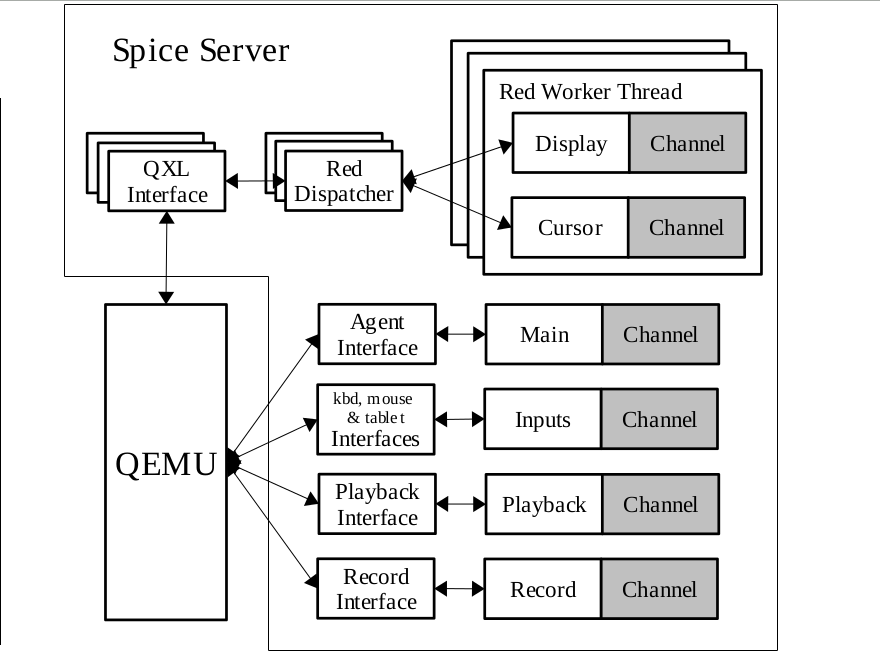 Spice Server
Red Worker Thread
Display
Channel
Cursor
Channel
QXL
Interface
Red
Dispatcher
QEMU
Agent
Interface
Main
Channel
kbd, mouse
& tablet
Interfaces
Inputs
Channel
Playback
Interface
Playback
Channel
Record
Interface
Record
Channel